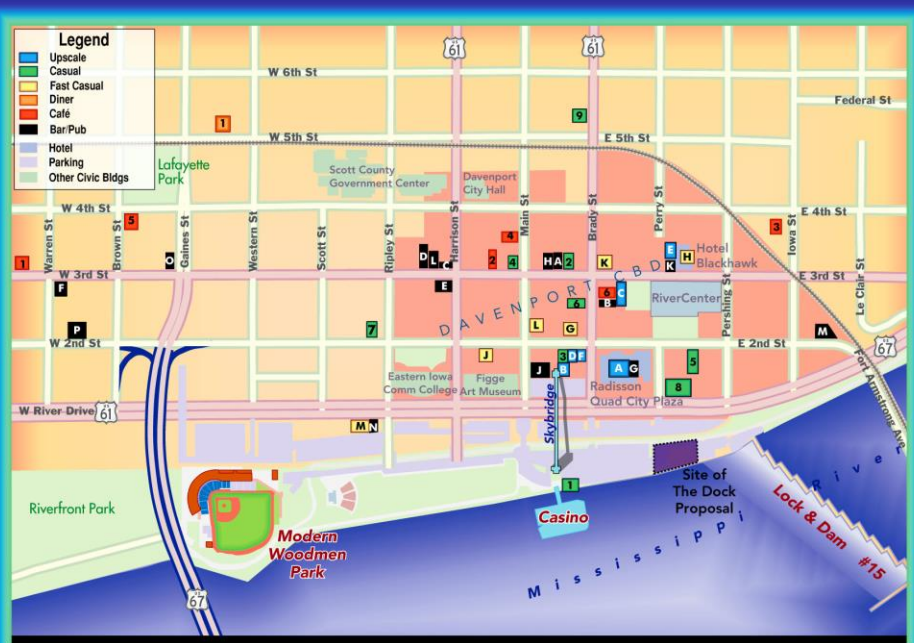 Legend
Upscale
Casual
Fast Casual
Diner
Café
Bar/Pub
Hotel
Parking
Other Civic Bldgs
61
61
W 6th St
Federal St
9
1
W 5th St
E 5th St
Lafayette
Park
Scott County
Government Center
Davenport
City Hall
W 4th St
E 4th St
Warren St
Brown St
Gaines St
Western St
Scott St
Ripley St
Harrison St
Main St
Brady St
Perry St
Pershing St
Iowa St
Le Clair St
5
4
3
1
O
D
L
C
2
4
H
A
2
K
E
K
H
Hotel
Blackhawk
W 3rd St
E 3rd St
F
E
6
B
C
6
RiverCenter
DAVENPORT CBD
P
7
L
G
M
W 2nd St
E 2nd St
67
J
3
D
F
J
B
A
G
5
8
Eastern Iowa
Comm College
Figge
Art Museum
Radisson
Quad City Plaza
W River Drive
61
Skybridge
Fort Armstrong Ave
M
N
1
Casino
Site of
The Dock
Proposal
Lock & Dam #15
Riverfront Park
Modern
Woodmen
Park
Mississippi River
67